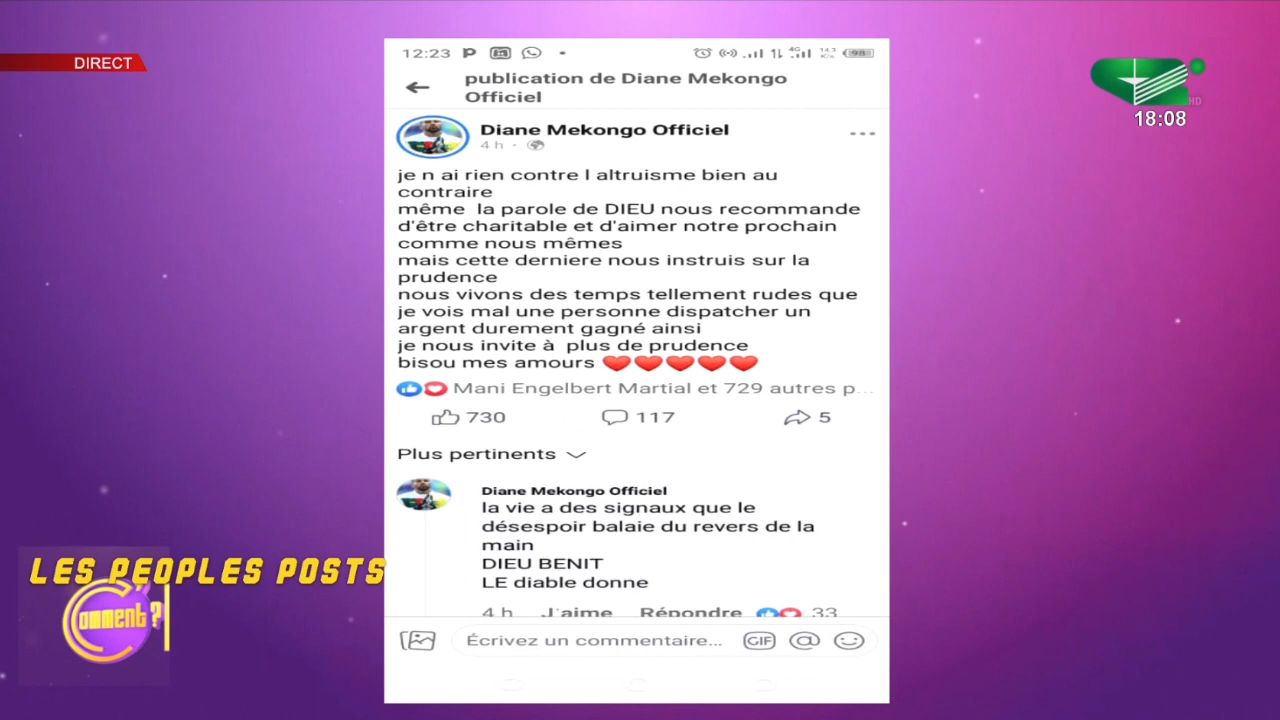 DIRECT
HD
18:08
12:23
4G
98
publication de Diane Mekongo
Officiel
Diane Mekongo Officiel
4 h ·
je n ai rien contre l altruisme bien au
contraire
même la parole de DIEU nous recommande
d'être charitable et d'aimer notre prochain
comme nous mêmes
mais cette derniere nous instruis sur la
prudence
nous vivons des temps tellement rudes que
je vois mal une personne dispatcher un
argent durement gagné ainsi
je nous invite à plus de prudence
bisou mes amours ❤️❤️❤️❤️❤️
Mani Engelbert Martial et 729 autres p...
730 117 5
Plus pertinents
Diane Mekongo Officiel
la vie a des signaux que le
désespoir balaie du revers de la
main
DIEU BENIT
LE diable donne
4 h J'aime Répondre 33
Écrivez un commentaire... GIF @
LES PEOPLES POSTS
Comment ?